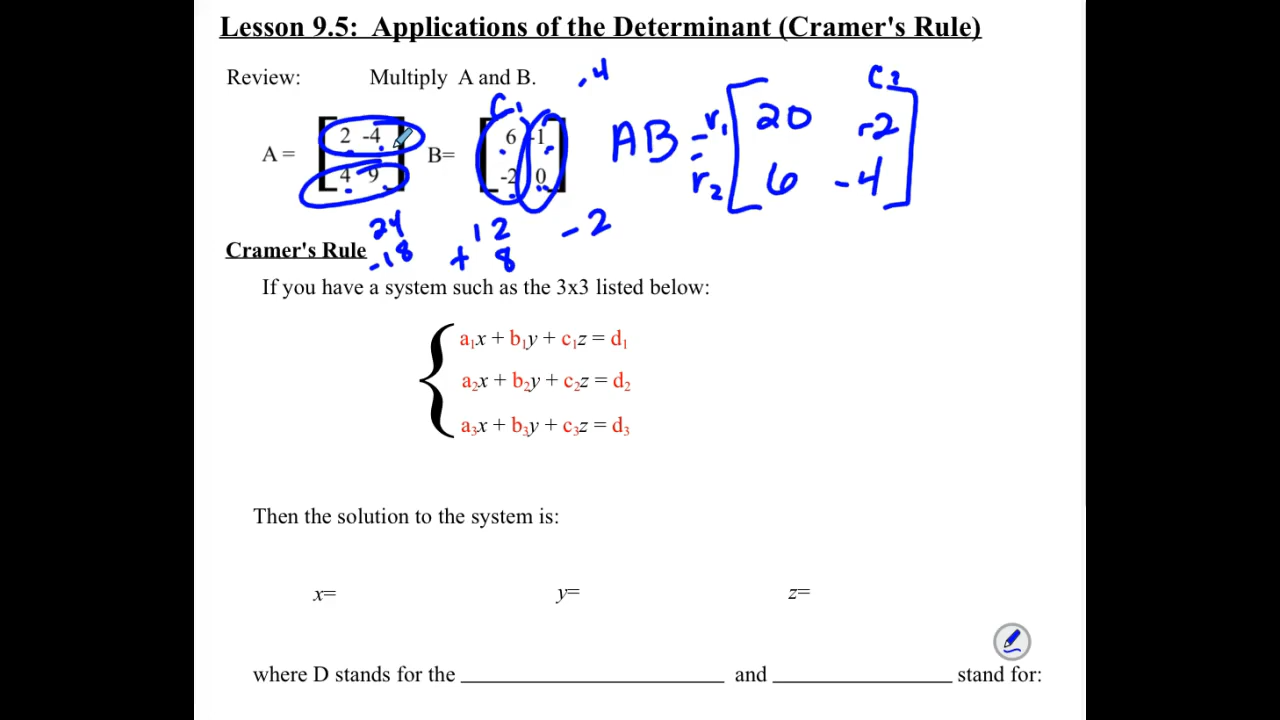 Lesson 9.5: Applications of the Determinant (Cramer's Rule)
Review: Multiply A and B.
-4
C1 C2
A = 2 -4 B= 6 -1 AB = r1 20 -2
4 9 -2 0 r2 6 -4
24 12 -2
-18 + 8
Cramer's Rule
If you have a system such as the 3x3 listed below:
a₁x + b₁y + c₁z = d₁
a₂x + b₂y + c₂z = d₂
a₃x + b₃y + c₃z = d₃
Then the solution to the system is:
x= y= z=
where D stands for the ____________________ and ____________________ stand for: